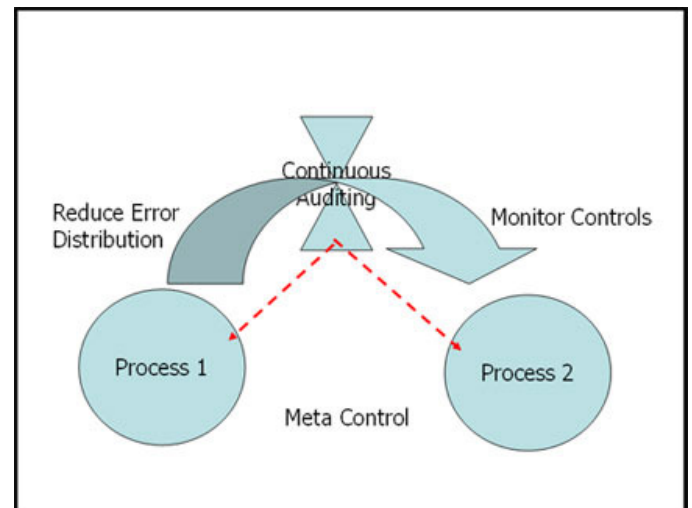 Continuous
Auditing
Reduce Error
Distribution
Monitor Controls
Process 1
Process 2
Meta Control